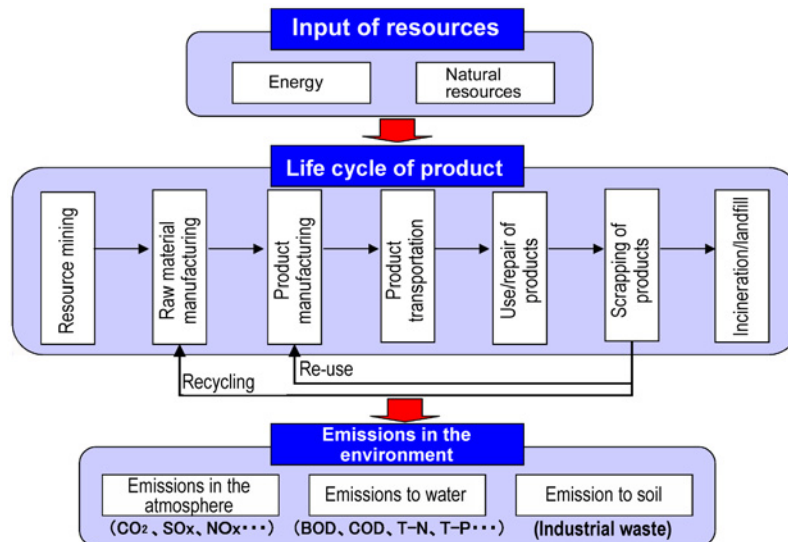 Input of resources
Energy
Natural
resources
Life cycle of product
Resource mining
Raw material
manufacturing
Product
manufacturing
Product
transportation
Use/repair of
products
Scrapping of
products
Incineration/landfill
Re-use
Recycling
Emissions in the
environment
Emissions in the
atmosphere
Emissions to water
Emission to soil
(CO2、SOx、NOx・・・)
(BOD、COD、T-N、T-P・・・)
(Industrial waste)